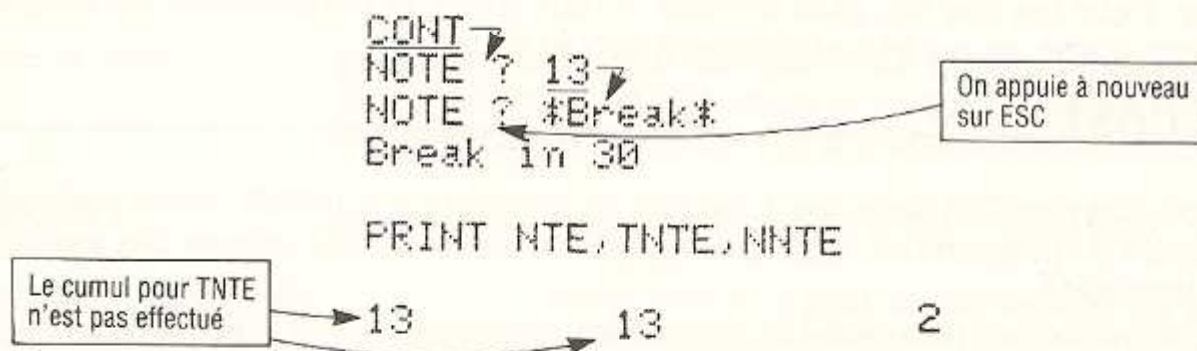 CONT
NOTE ? 13
NOTE ? *Break*
Break in 30
On appuie à nouveau
sur ESC
PRINT NTE,TNTE,NNTE
Le cumul pour TNTE
n'est pas effectué
13 13 2